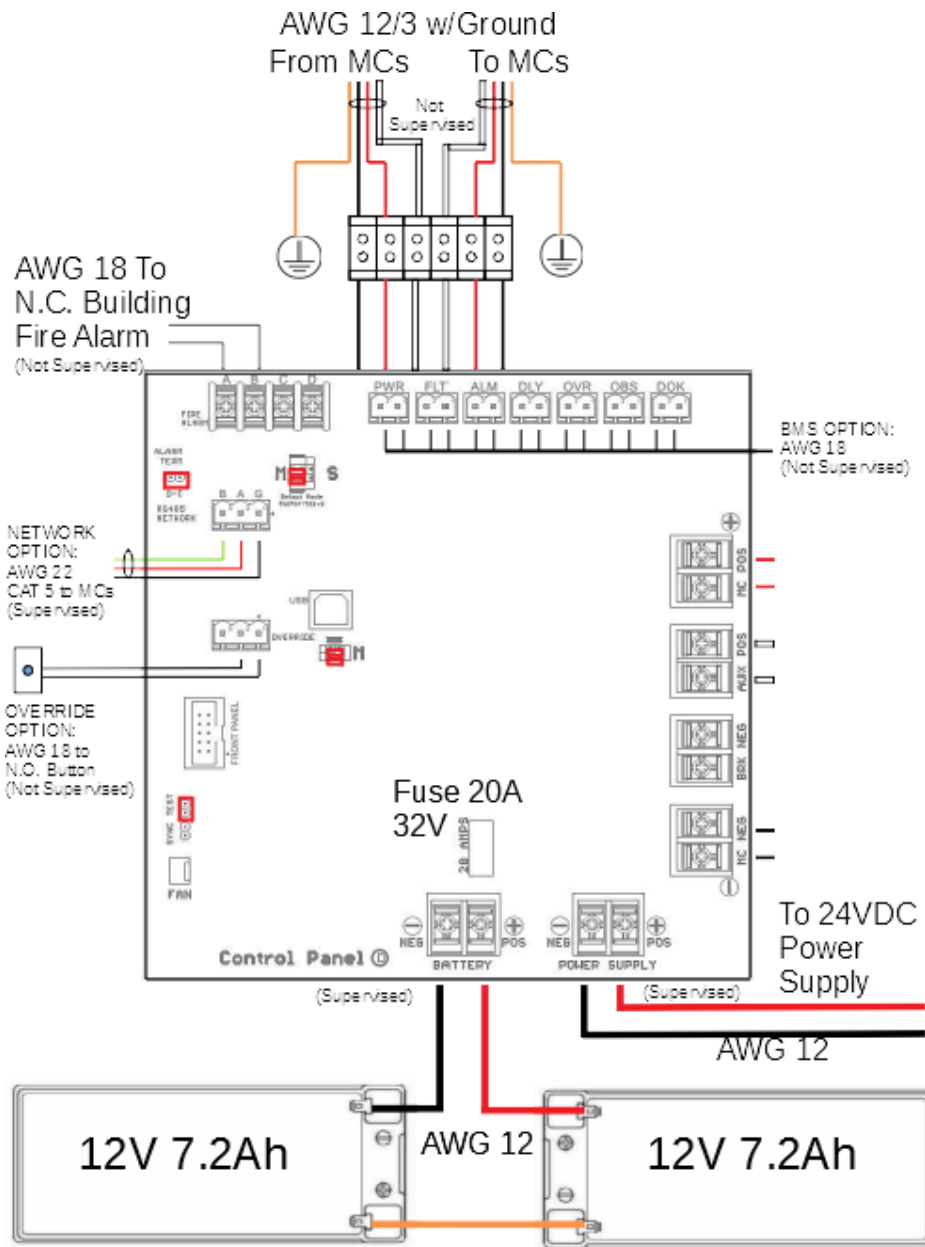 AWG 12/3 w/Ground
From MCs
To MCs
Not
Supervised
AWG 18 To
N.C. Building
Fire Alarm
(Not Supervised)
A B C D
FIRE
ALARM
PWR FLT ALM DLY OVR OBS DOK
BMS OPTION:
AWG 18
(Not Supervised)
ALARM
TERM
M S
B A G
RS485
NETWORK
NETWORK
OPTION:
AWG 22
CAT 5 to MCs
(Supervised)
MC POS
USB
OVERRIDE
M
AUX POS
OVERRIDE
OPTION:
AWG 18 to
N.O. Button
(Not Supervised)
FRONT PANEL
BRK NEG
Fuse 20A
32V
20 AMPS
SYNC TEST
MC NEG
FAN
To 24VDC
Power
Supply
NEG POS
NEG POS
Control Panel
BATTERY
POWER SUPPLY
(Supervised)
(Supervised)
AWG 12
AWG 12
12V 7.2Ah
12V 7.2Ah